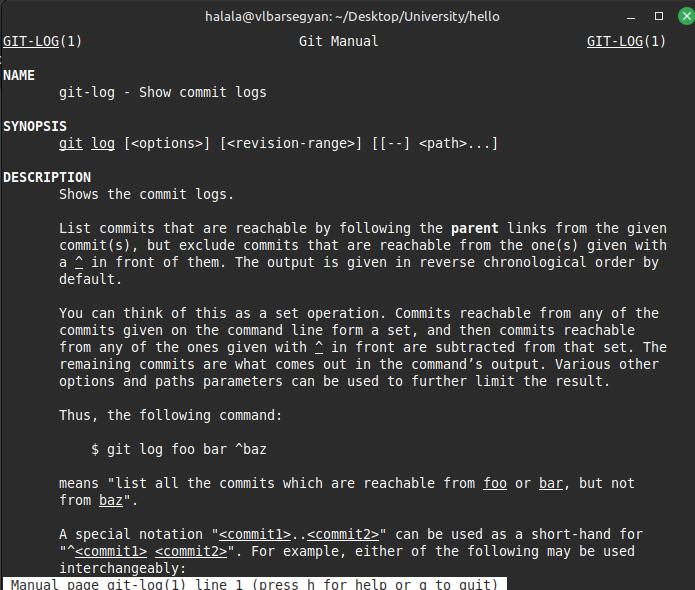 halala@vlbarsegyan: ~/Desktop/University/hello
GIT-LOG(1) Git Manual GIT-LOG(1)
NAME
git-log - Show commit logs
SYNOPSIS
git log [<options>] [<revision-range>] [[--] <path>...]
DESCRIPTION
Shows the commit logs.
List commits that are reachable by following the parent links from the given
commit(s), but exclude commits that are reachable from the one(s) given with
a ^ in front of them. The output is given in reverse chronological order by
default.
You can think of this as a set operation. Commits reachable from any of the
commits given on the command line form a set, and then commits reachable
from any of the ones given with ^ in front are subtracted from that set. The
remaining commits are what comes out in the command’s output. Various other
options and paths parameters can be used to further limit the result.
Thus, the following command:
$ git log foo bar ^baz
means "list all the commits which are reachable from foo or bar, but not
from baz".
A special notation "<commit1>..<commit2>" can be used as a short-hand for
"^<commit1> <commit2>". For example, either of the following may be used
interchangeably:
Manual page git-log(1) line 1 (press h for help or q to quit)